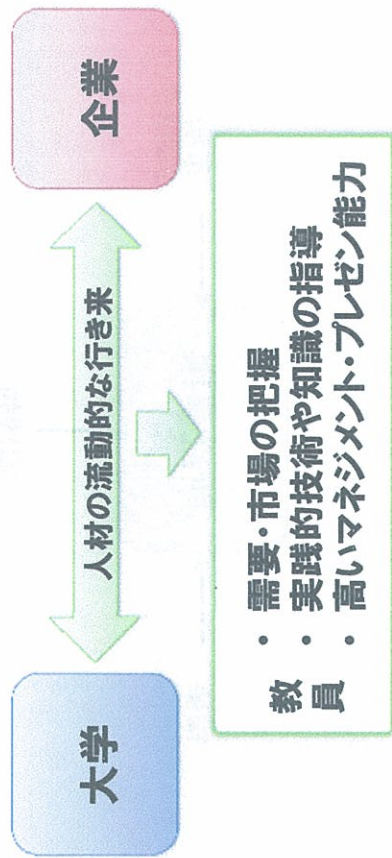 大学
人材の流動的な行き来
企業
教員
・ 需要・市場の把握
・ 実践的技術や知識の指導
・ 高いマネジメント・プレゼン能力